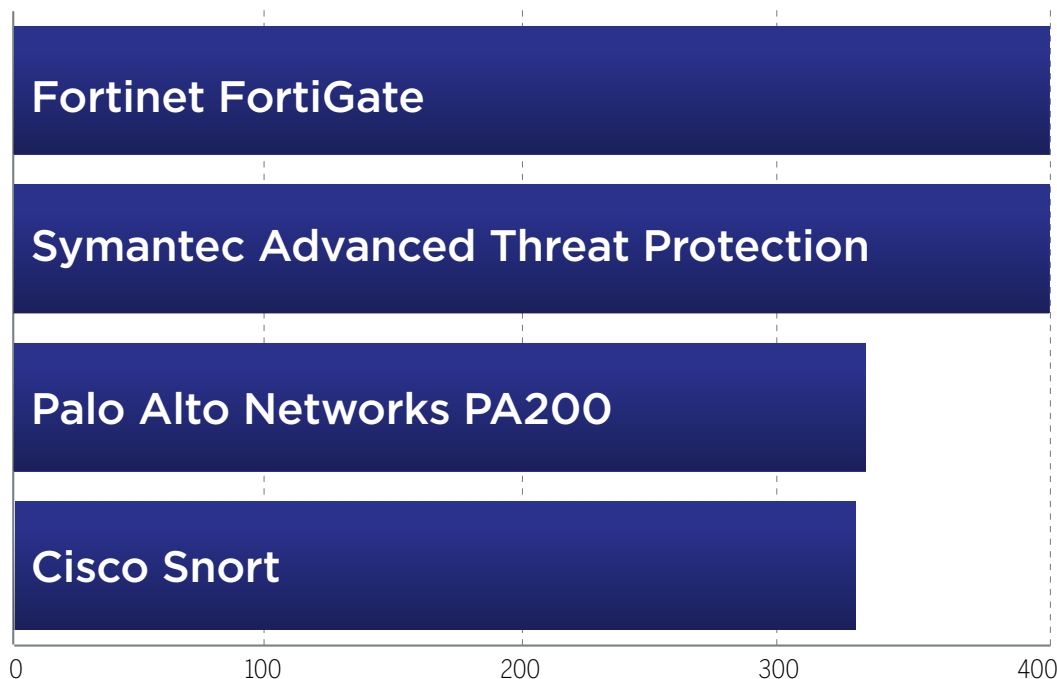 Fortinet FortiGate
Symantec Advanced Threat Protection
Palo Alto Networks PA200
Cisco Snort
0 100 200 300 400